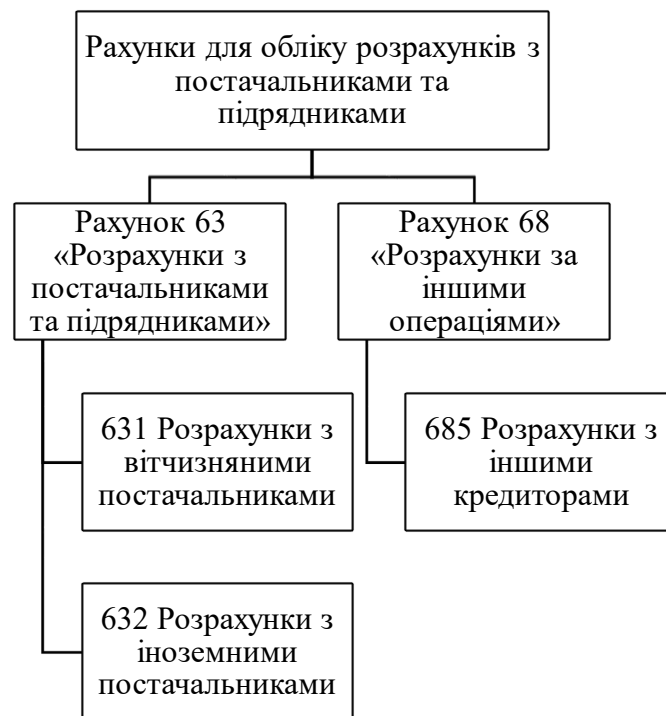 Рахунки для обліку розрахунків з
постачальниками та
підрядниками
Рахунок 63
«Розрахунки з
постачальниками
та підрядниками»
Рахунок 68
«Розрахунки за
іншими
операціями»
631 Розрахунки з
вітчизняними
постачальниками
685 Розрахунки з
іншими
кредиторами
632 Розрахунки з
іноземними
постачальниками